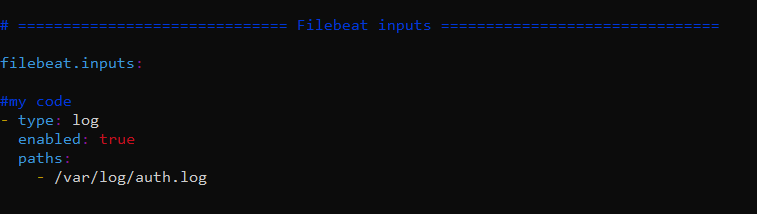 # ============================== Filebeat inputs ===============================
filebeat.inputs:
#my code
- type: log
  enabled: true
  paths:
    - /var/log/auth.log